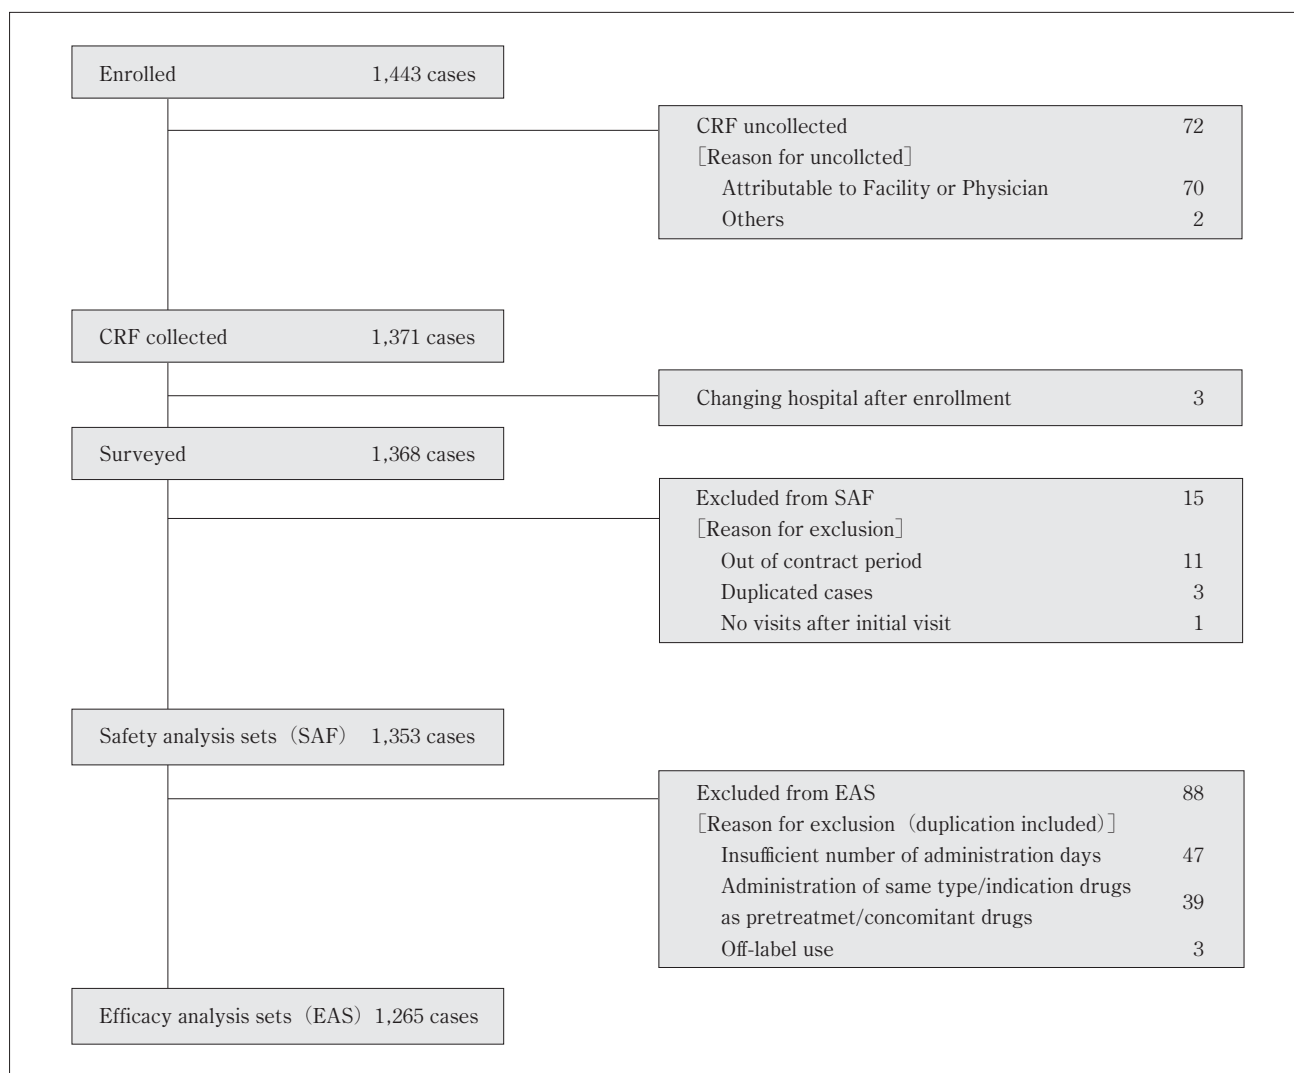 Enrolled 1,443 cases
CRF uncollected 72
［Reason for uncollcted］
Attributable to Facility or Physician 70
Others 2
CRF collected 1,371 cases
Changing hospital after enrollment 3
Surveyed 1,368 cases
Excluded from SAF 15
［Reason for exclusion］
Out of contract period 11
Duplicated cases 3
No visits after initial visit 1
Safety analysis sets（SAF） 1,353 cases
Excluded from EAS 88
［Reason for exclusion（duplication included）］
Insufficient number of administration days 47
Administration of same type/indication drugs
as pretreatmet/concomitant drugs 39
Off-label use 3
Efficacy analysis sets（EAS）1,265 cases